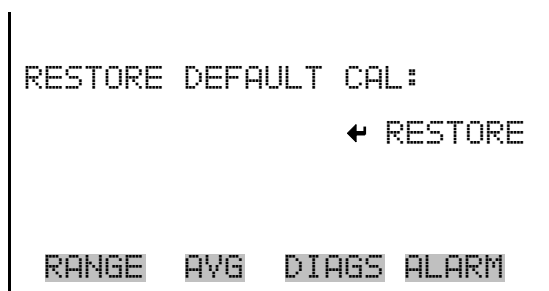 RESTORE DEFAULT CAL:
↵ RESTORE
RANGE AVG DIAGS ALARM